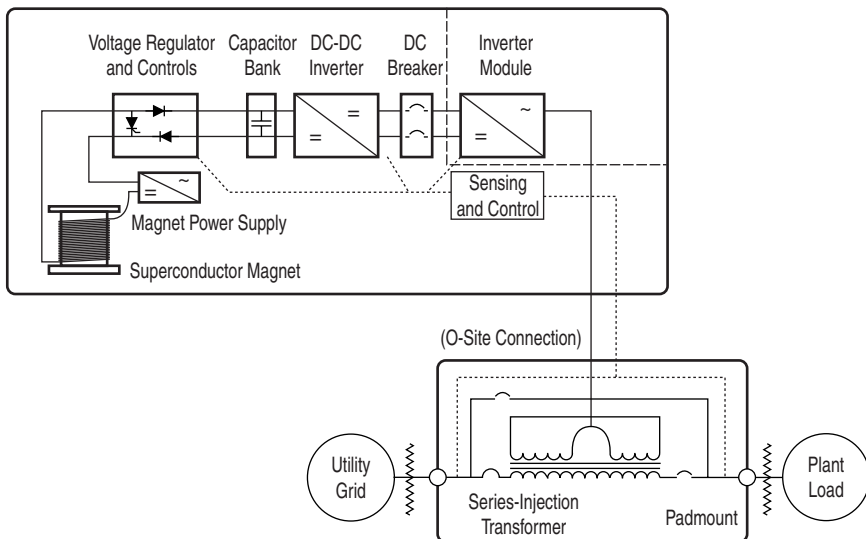 Voltage Regulator
and Controls
Capacitor
Bank
DC-DC
Inverter
DC
Breaker
Inverter
Module
=
=
~
=
~
=
Magnet Power Supply
Superconductor Magnet
Sensing
and Control
(O-Site Connection)
Utility
Grid
Series-Injection
Transformer
Padmount
Plant
Load